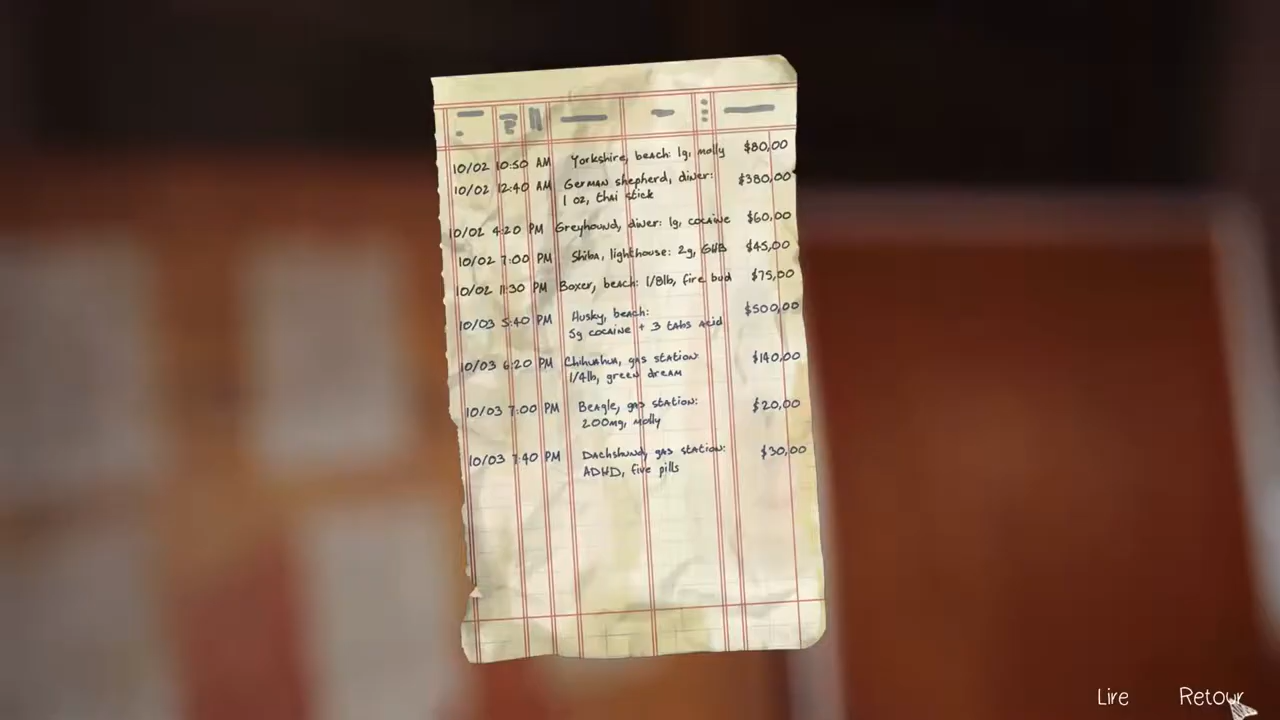 10/02 10:50 AM Yorkshire, beach: 1g, molly $80,00
10/02 12:40 AM German shepherd, diner: $380,00
1 oz, thai stick
10/02 4:20 PM Greyhound, diner: 1g, cocaine $60,00
10/02 7:00 PM Shiba, lighthouse: 2g, GHB $45,00
10/02 11:30 PM Boxer, beach: 1/8lb, fire bud $75,00
10/03 5:40 PM Husky, beach: $500,00
5g cocaine + 3 tabs acid
10/03 6:20 PM Chihuahua, gas station $140,00
1/4lb, green dream
10/03 7:00 PM Beagle, gas station: $20,00
200mg, molly
10/03 7:40 PM Dachshund, gas station: $30,00
ADHD, five pills
Lire Retour